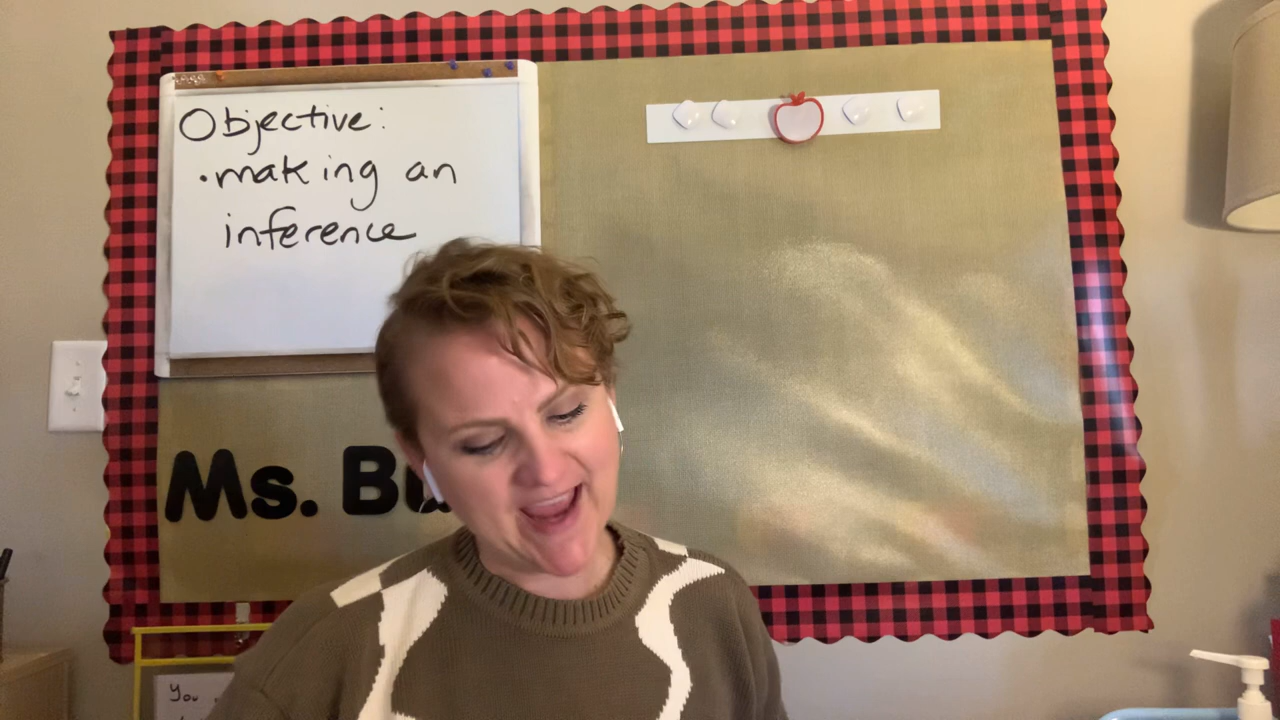 Objective:
•making an
inference
Ms. Bu
You